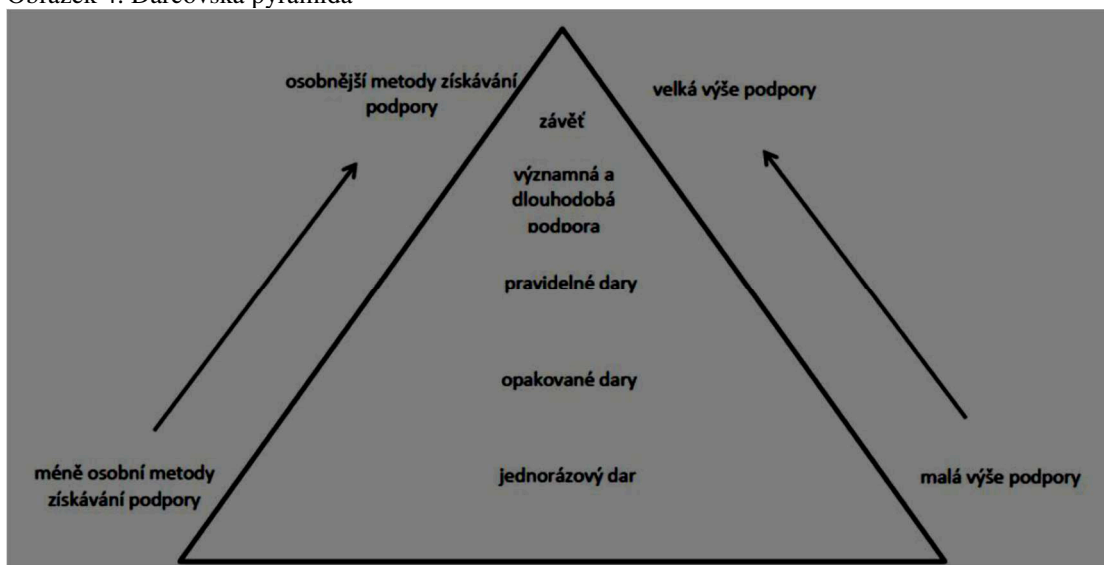 Obrázek 4: Dárcovská pyramida
osobnější metody získávání
podpory
velká výše podpory
závěť
významná a
dlouhodobá
podpora
pravidelné dary
opakované dary
jednorázový dar
méně osobní metody
získávání podpory
malá výše podpory